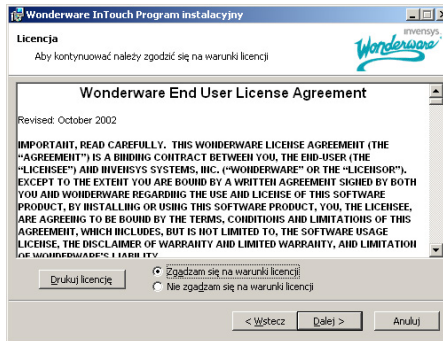 Wonderware InTouch Program instalacyjny
Licencja
Aby kontynuować należy zgodzić się na warunki licencji
invensys
Wonderware
Wonderware End User License Agreement
Revised: October 2002
IMPORTANT, READ CAREFULLY. THIS WONDERWARE LICENSE AGREEMENT (THE
"AGREEMENT") IS A BINDING CONTRACT BETWEEN YOU, THE END-USER (THE
"LICENSEE") AND INVENSYS SYSTEMS, INC. ("WONDERWARE" OR THE "LICENSOR").
EXCEPT TO THE EXTENT YOU ARE BOUND BY A WRITTEN AGREEMENT SIGNED BY BOTH
YOU AND WONDERWARE REGARDING THE USE AND LICENSE OF THIS SOFTWARE
PRODUCT, BY INSTALLING OR USING THIS SOFTWARE PRODUCT, YOU, THE LICENSEE,
ARE AGREEING TO BE BOUND BY THE TERMS, CONDITIONS AND LIMITATIONS OF THIS
AGREEMENT, WHICH INCLUDES, BUT IS NOT LIMITED TO, THE SOFTWARE USAGE
LICENSE, THE DISCLAIMER OF WARRANTY AND LIMITED WARRANTY, AND LIMITATION
OF WONDERWARE'S LIABILITY
Drukuj licencję
Zgadzam się na warunki licencji
Nie zgadzam się na warunki licencji
< Wstecz
Dalej >
Anuluj